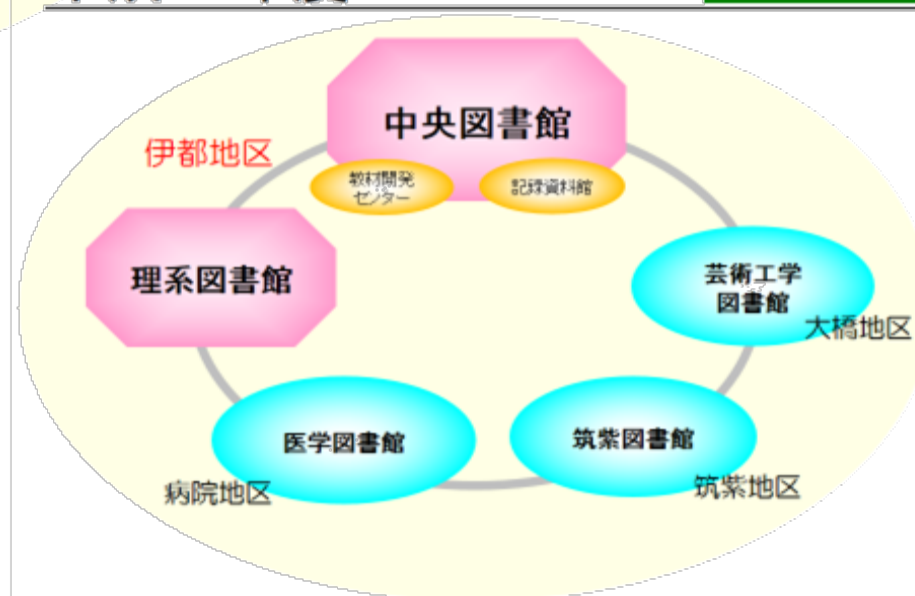 中央図書館
伊都地区
教材開発
センター
記録資料館
理系図書館
芸術工学
図書館
大橋地区
医学図書館
筑紫図書館
病院地区
筑紫地区